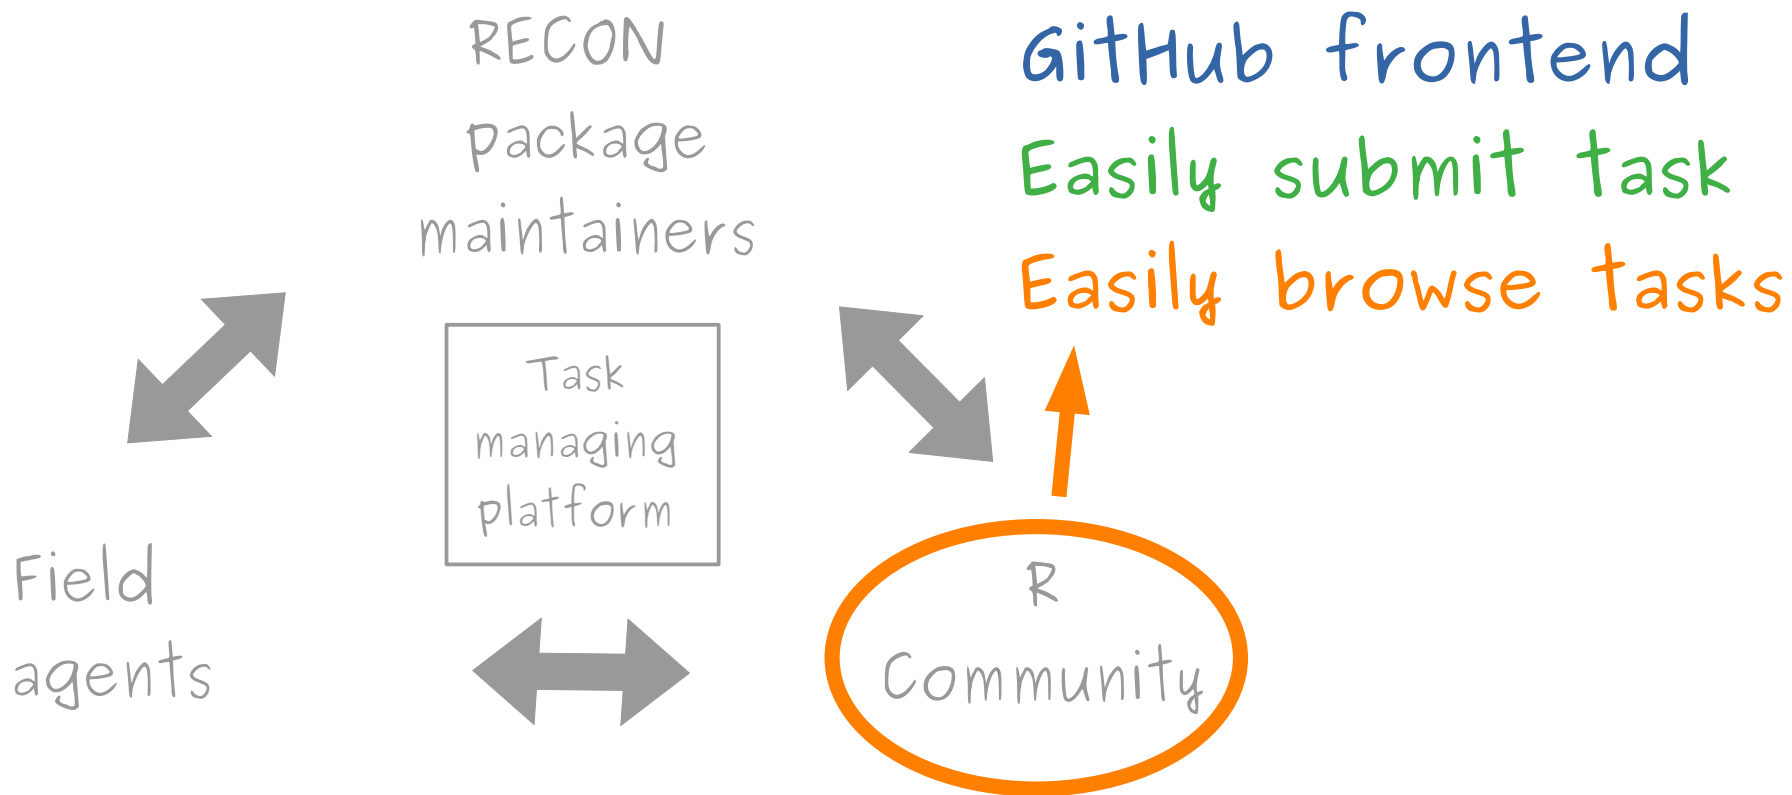 RECON
package
maintainers
GitHub frontend
Easily submit task
Easily browse tasks
Task
managing
platform
Field
agents
R
Community